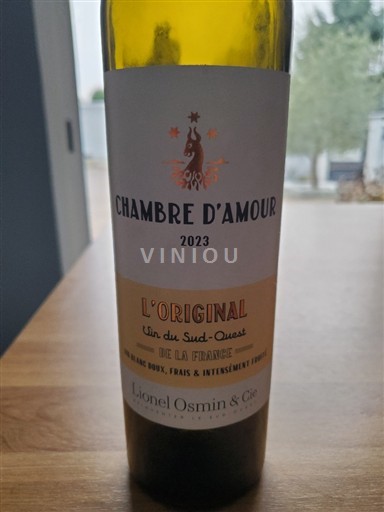 CHAMBRE D'AMOUR
2023
VINIOU
L'ORIGINAL
Vin du Sud-Ouest
DE LA FRANCE
VIN BLANC DOUX, FRAIS & INTENSÉMENT FRUITÉ
Lionel Osmin & Cie